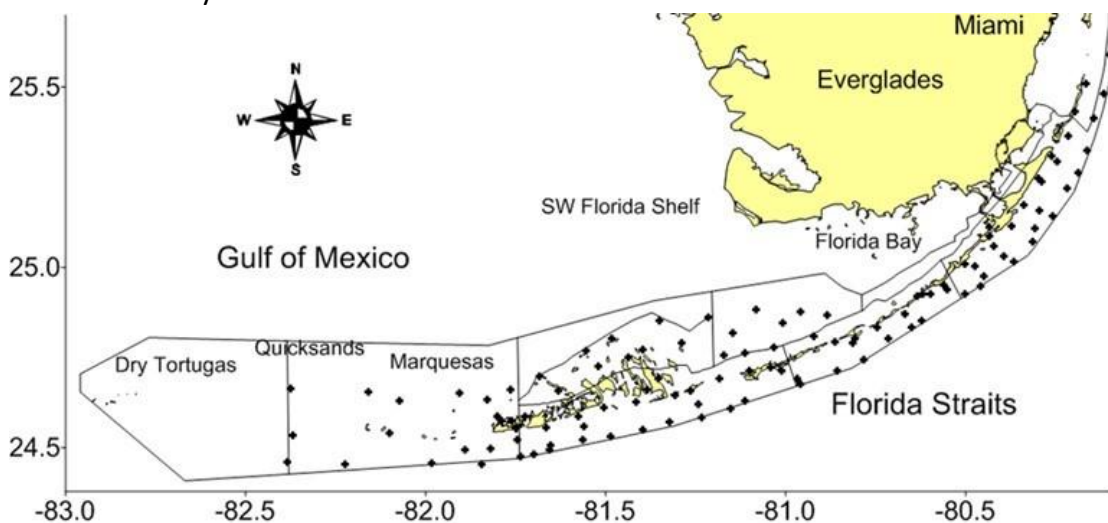 Miami
25.5
Everglades
N
W E
S
SW Florida Shelf
Florida Bay
Gulf of Mexico
25.0
Quicksands
Dry Tortugas
Marquesas
Florida Straits
24.5
-83.0 -82.5 -82.0 -81.5 -81.0 -80.5